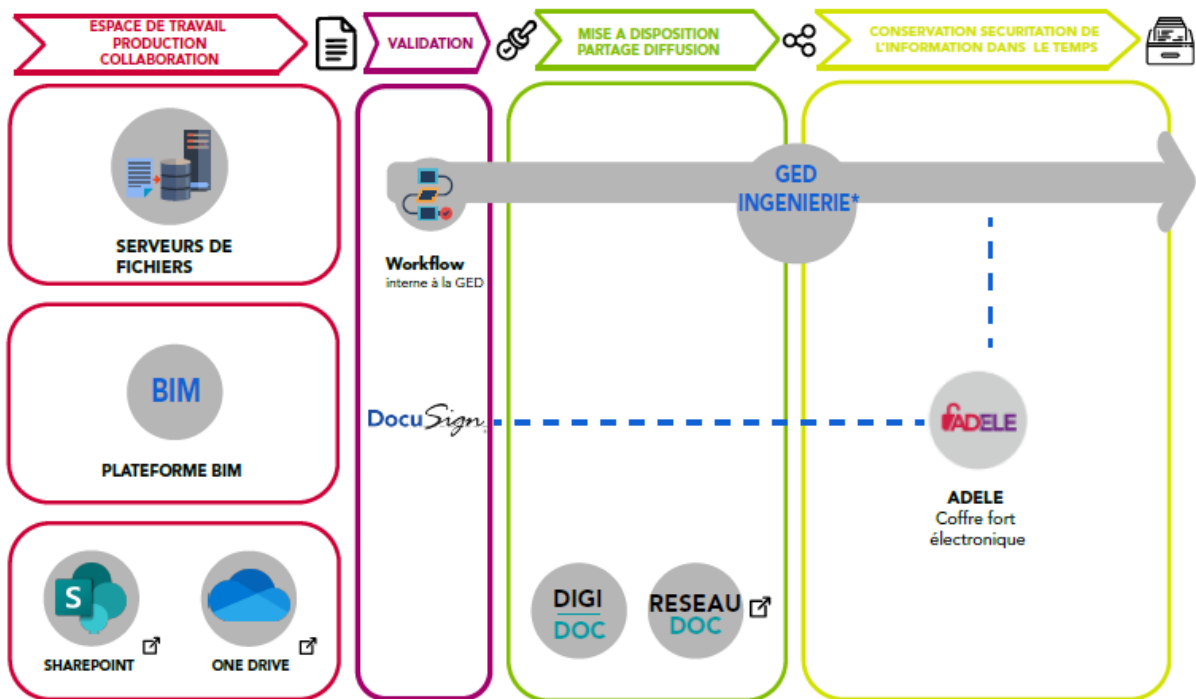 ESPACE DE TRAVAIL
PRODUCTION
COLLABORATION
VALIDATION
MISE A DISPOSITION
PARTAGE DIFFUSION
CONSERVATION SECURITATION DE
L'INFORMATION DANS LE TEMPS
SERVEURS DE
FICHIERS
Workflow
interne à la GED
GED
INGENIERIE*
BIM
PLATEFORME BIM
DocuSign
ADELE
ADELE
Coffre fort
électronique
S
SHAREPOINT
ONE DRIVE
DIGI
DOC
RESEAU
DOC